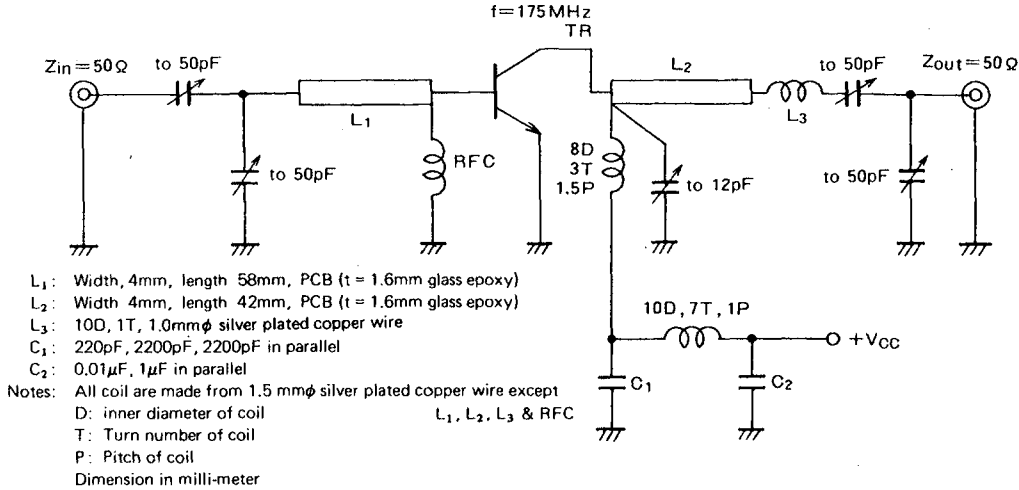 f=175MHz
TR
Zin=50Ω
to 50pF
L₁
to 50pF
RFC
L₂
L₃
to 50pF
Zout=50Ω
8D
3T
1.5P
to 12pF
to 50pF
10D, 7T, 1P
+Vcc
C₁
C₂
L₁: Width, 4mm, length 58mm, PCB (t = 1.6mm glass epoxy)
L₂: Width 4mm, length 42mm, PCB (t = 1.6mm glass epoxy)
L₃: 10D, 1T, 1.0mmφ silver plated copper wire
C₁: 220pF, 2200pF, 2200pF in parallel
C₂: 0.01μF, 1μF in parallel
Notes: All coil are made from 1.5 mmφ silver plated copper wire except
D: inner diameter of coil L₁, L₂, L₃ & RFC
T: Turn number of coil
P: Pitch of coil
Dimension in milli-meter